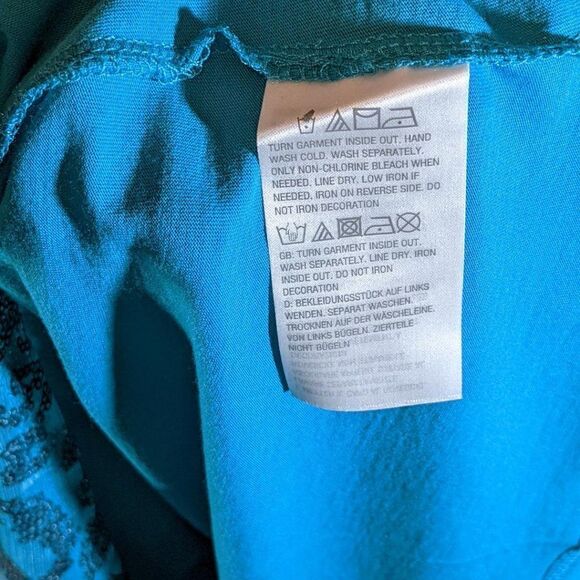 TURN GARMENT INSIDE OUT. HAND
WASH COLD. WASH SEPARATELY.
ONLY NON-CHLORINE BLEACH WHEN
NEEDED. LINE DRY. LOW IRON IF
NEEDED. IRON ON REVERSE SIDE. DO
NOT IRON DECORATION
GB: TURN GARMENT INSIDE OUT.
WASH SEPARATELY. LINE DRY. IRON
INSIDE OUT. DO NOT IRON
DECORATION
D: BEKLEIDUNGSSTÜCK AUF LINKS
WENDEN. SEPARAT WASCHEN.
TROCKNEN AUF DER WÄSCHELEINE.
VON LINKS BÜGELN. ZIERTEILE
NICHT BÜGELN